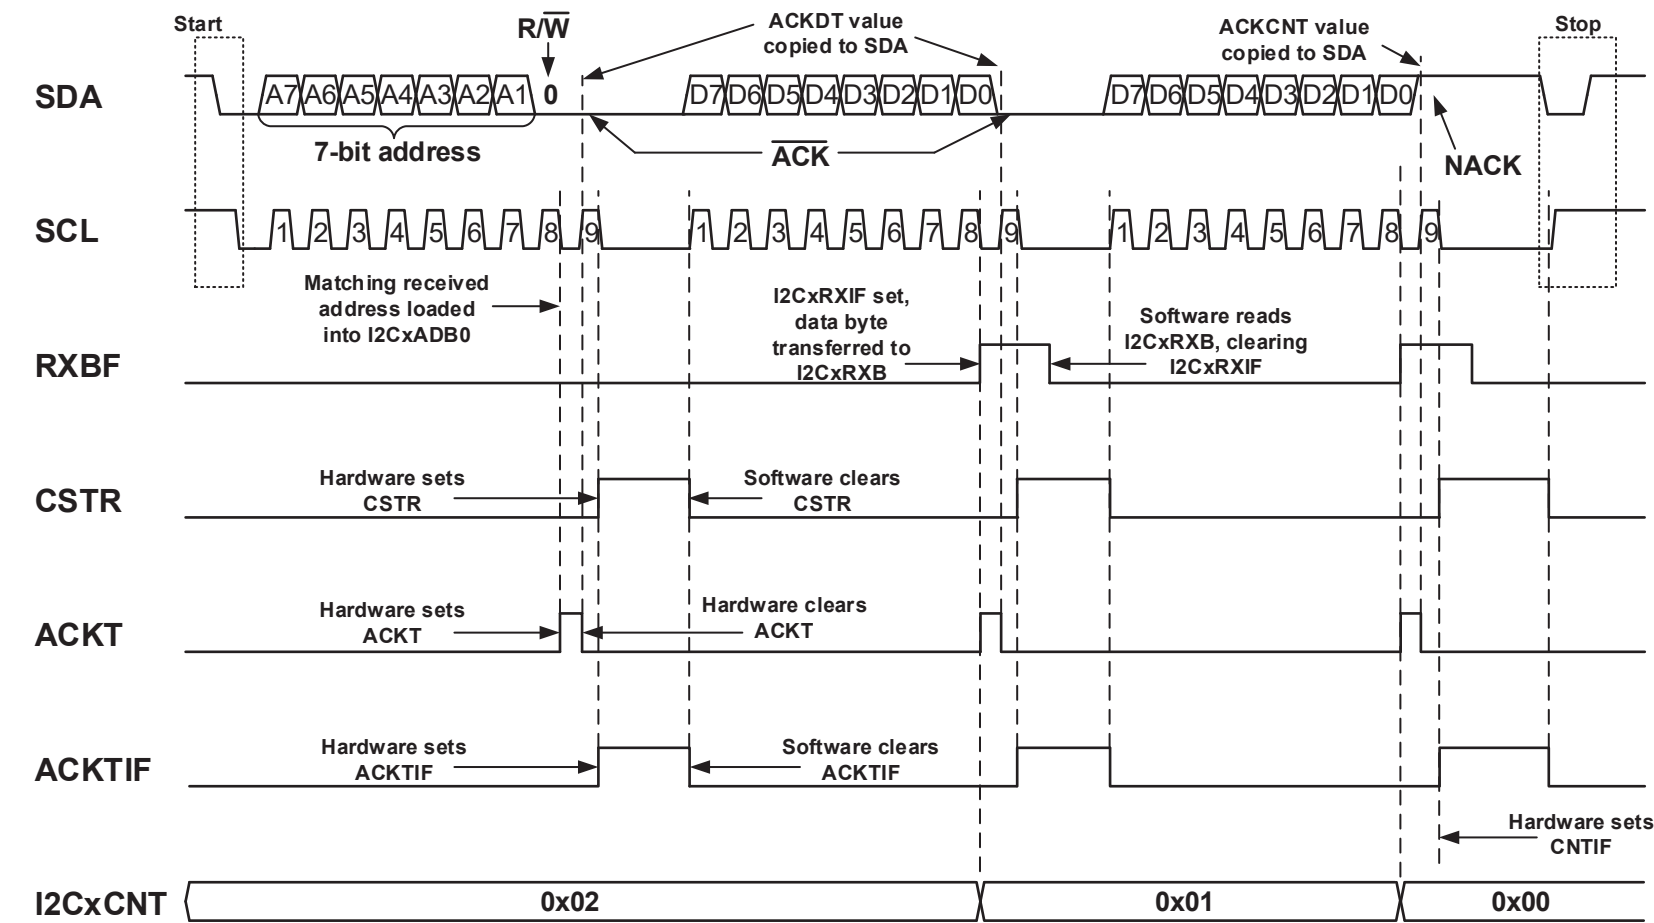 Start
R/W
ACKDT value
copied to SDA
ACKCNT value
copied to SDA
Stop
SDA
A7 A6 A5 A4 A3 A2 A1 0
D7 D6 D5 D4 D3 D2 D1 D0
D7 D6 D5 D4 D3 D2 D1 D0
7-bit address
ACK
NACK
SCL
1 2 3 4 5 6 7 8 9
1 2 3 4 5 6 7 8 9
1 2 3 4 5 6 7 8 9
Matching received
address loaded
into I2CxADB0
I2CxRXIF set,
data byte
transferred to
I2CxRXB
Software reads
I2CxRXB, clearing
I2CxRXIF
RXBF
Hardware sets
CSTR
Software clears
CSTR
CSTR
Hardware sets
ACKT
Hardware clears
ACKT
ACKT
Hardware sets
ACKTIF
Software clears
ACKTIF
ACKTIF
Hardware sets
CNTIF
I2CxCNT
0x02
0x01
0x00